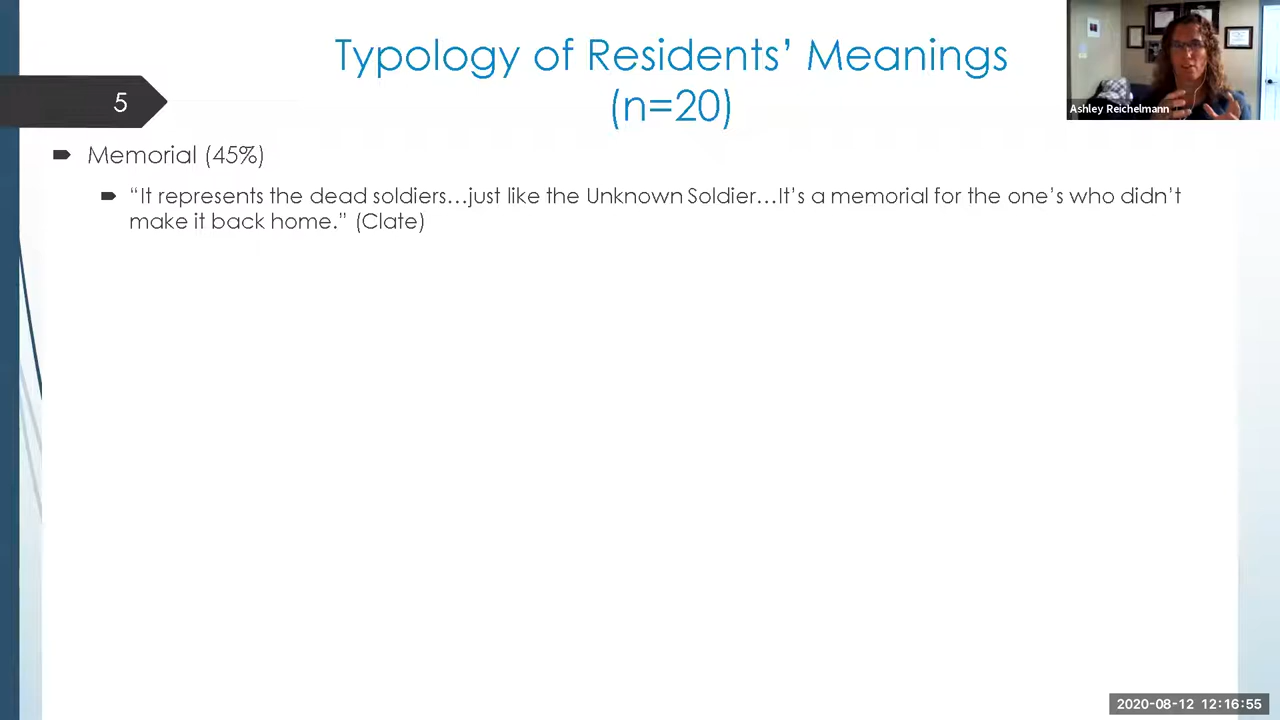 Typology of Residents’ Meanings
(n=20)
5
Ashley Reichelmann
Memorial (45%)
“It represents the dead soldiers…just like the Unknown Soldier…It’s a memorial for the one’s who didn’t
make it back home.” (Clate)
2020-08-12 12:16:55